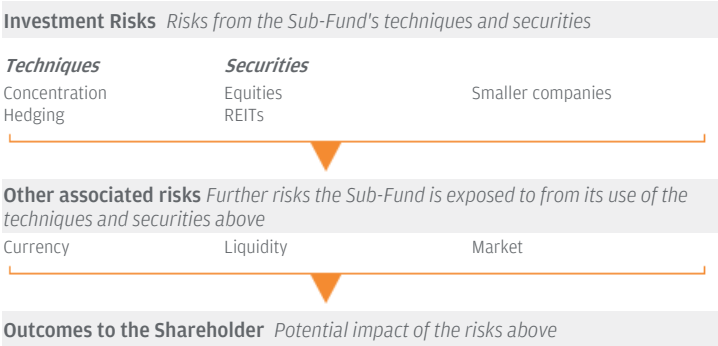 Investment Risks Risks from the Sub-Fund's techniques and securities
Techniques Securities
Concentration Equities Smaller companies
Hedging REITs
Other associated risks Further risks the Sub-Fund is exposed to from its use of the
techniques and securities above
Currency Liquidity Market
Outcomes to the Shareholder Potential impact of the risks above